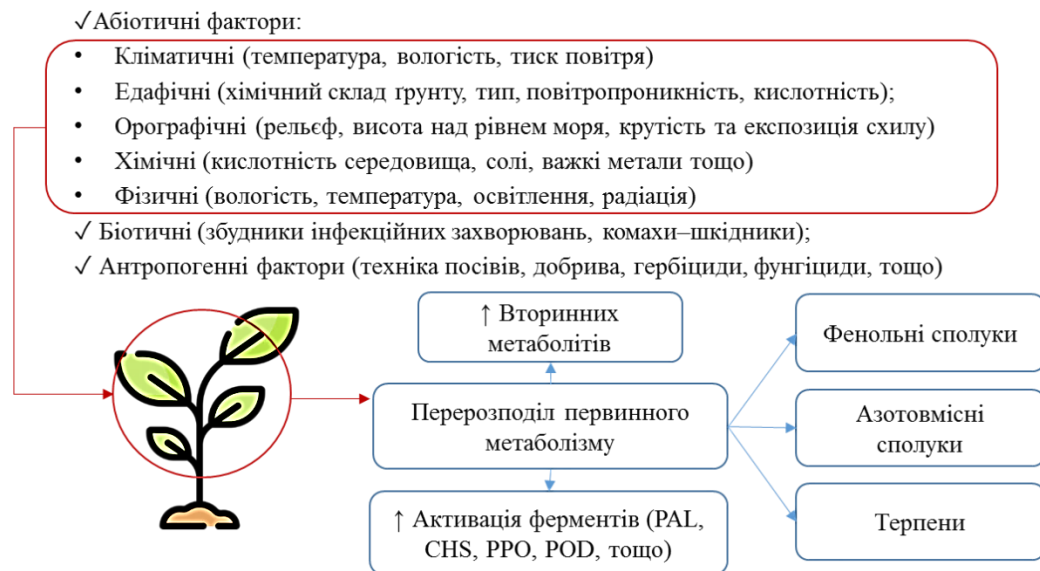 ✓Абіотичні фактори:
• Кліматичні (температура, вологість, тиск повітря)
• Едафічні (хімічний склад ґрунту, тип, повітропроникність, кислотність);
• Орографічні (рельєф, висота над рівнем моря, крутість та експозиція схилу)
• Хімічні (кислотність середовища, солі, важкі метали тощо)
• Фізичні (вологість, температура, освітлення, радіація)
✓ Біотичні (збудники інфекційних захворювань, комахи–шкідники);
✓ Антропогенні фактори (техніка посівів, добрива, гербіциди, фунгіциди, тощо)
↑ Вторинних
метаболітів
Перерозподіл первинного
метаболізму
↑ Активація ферментів (PAL,
CHS, PPO, POD, тощо)
Фенольні сполуки
Азотовмісні
сполуки
Терпени